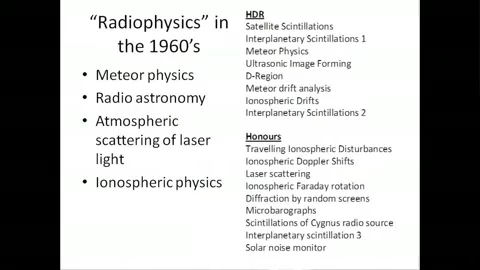 “Radiophysics” in
the 1960’s
• Meteor physics
• Radio astronomy
• Atmospheric
scattering of laser
light
• Ionospheric physics
HDR
Satellite Scintillations
Interplanetary Scintillations 1
Meteor Physics
Ultrasonic Image Forming
D-Region
Meteor drift analysis
Ionospheric Drifts
Interplanetary Scintillations 2
Honours
Travelling Ionospheric Disturbances
Ionospheric Doppler Shifts
Laser scattering
Ionospheric Faraday rotation
Diffraction by random screens
Microbarographs
Scintillations of Cygnus radio source
Interplanetary scintillation 3
Solar noise monitor